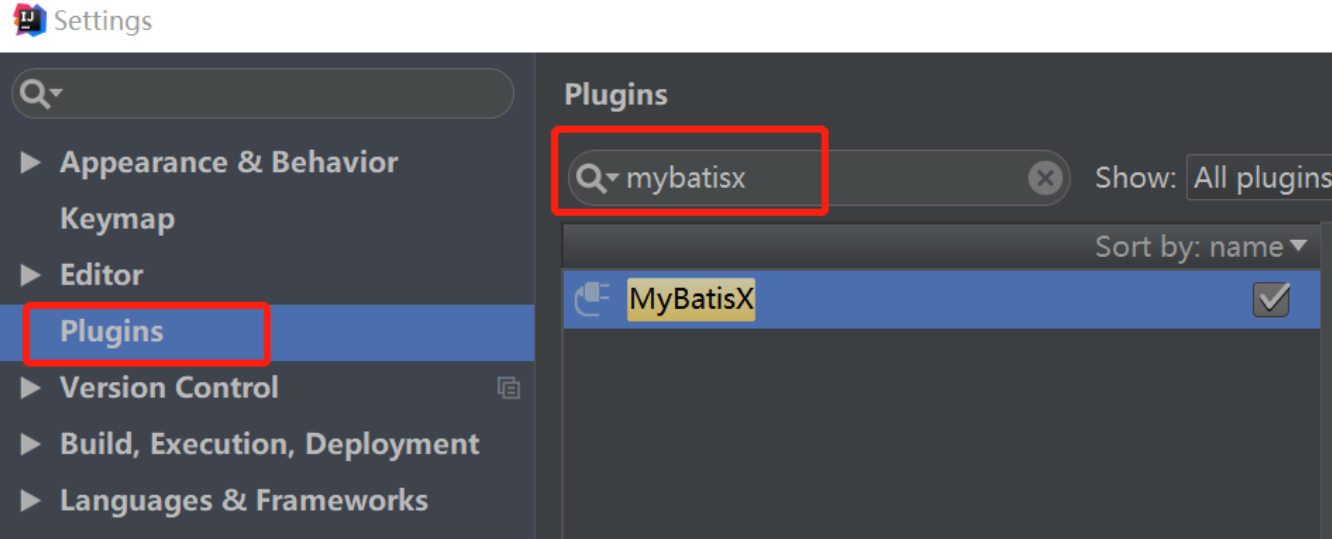 Settings
Plugins
Appearance & Behavior
mybatisx
Show: All plugins
Keymap
Sort by: name
Editor
MyBatisX
Plugins
Version Control
Build, Execution, Deployment
Languages & Frameworks